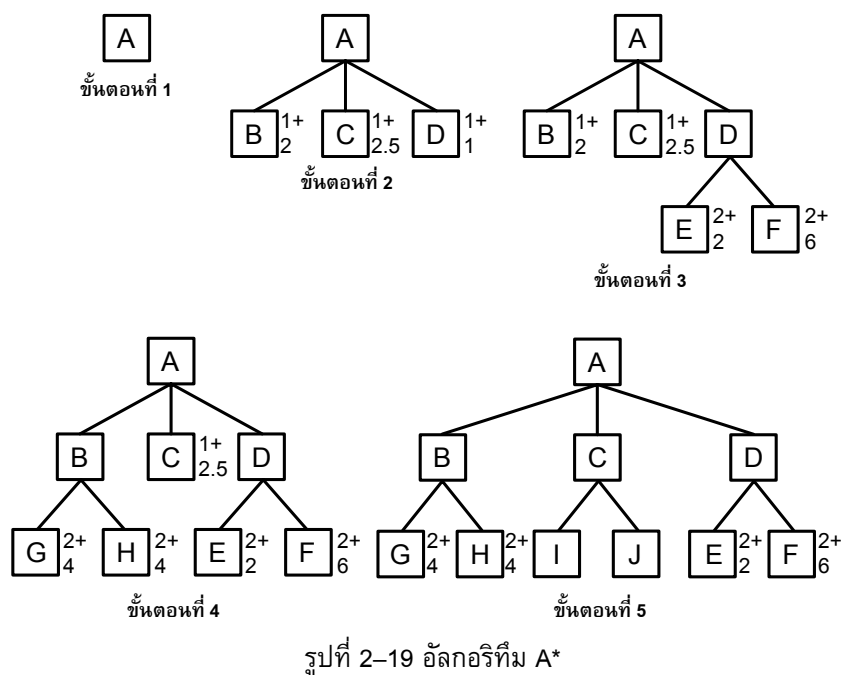 A
ขั้นตอนที่ 1
A
B 1+ 2 C 1+ 2.5 D 1+ 1
ขั้นตอนที่ 2
A
B 1+ 2 C 1+ 2.5 D
E 2+ 2 F 2+ 6
ขั้นตอนที่ 3
A
B C 1+ 2.5 D
G 2+ 4 H 2+ 4 E 2+ 2 F 2+ 6
ขั้นตอนที่ 4
A
B C D
G 2+ 4 H 2+ 4 I J E 2+ 2 F 2+ 6
ขั้นตอนที่ 5
รูปที่ 2–19 อัลกอริทึม A*